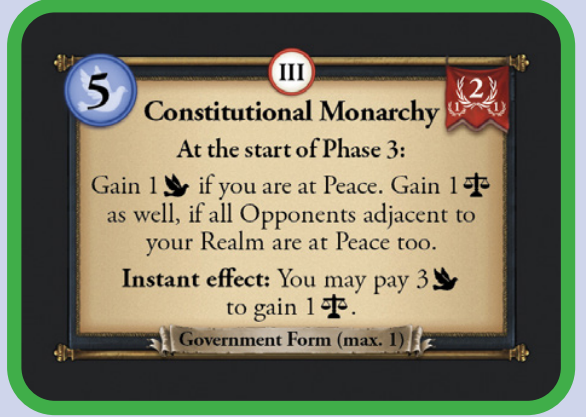 III
5
2
1 1
Constitutional Monarchy
At the start of Phase 3:
Gain 1 if you are at Peace. Gain 1
as well, if all Opponents adjacent to
your Realm are at Peace too.
Instant effect: You may pay 3
to gain 1 .
Government Form (max. 1)